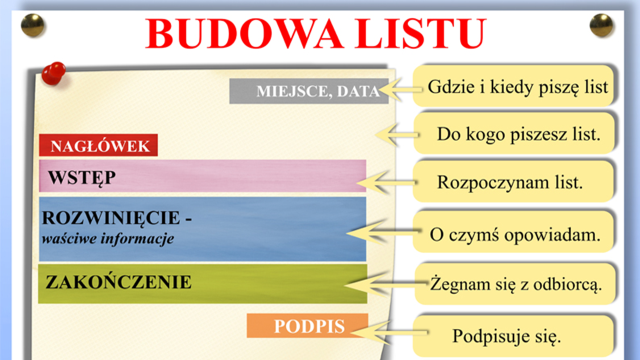 BUDOWA LISTU
MIEJSCE, DATA
Gdzie i kiedy piszę list
Do kogo piszesz list.
NAGŁÓWEK
WSTĘP
Rozpoczynam list.
ROZWINIĘCIE -
waściwe informacje
O czymś opowiadam.
ZAKOŃCZENIE
Żegnam się z odbiorcą.
PODPIS
Podpisuje się.